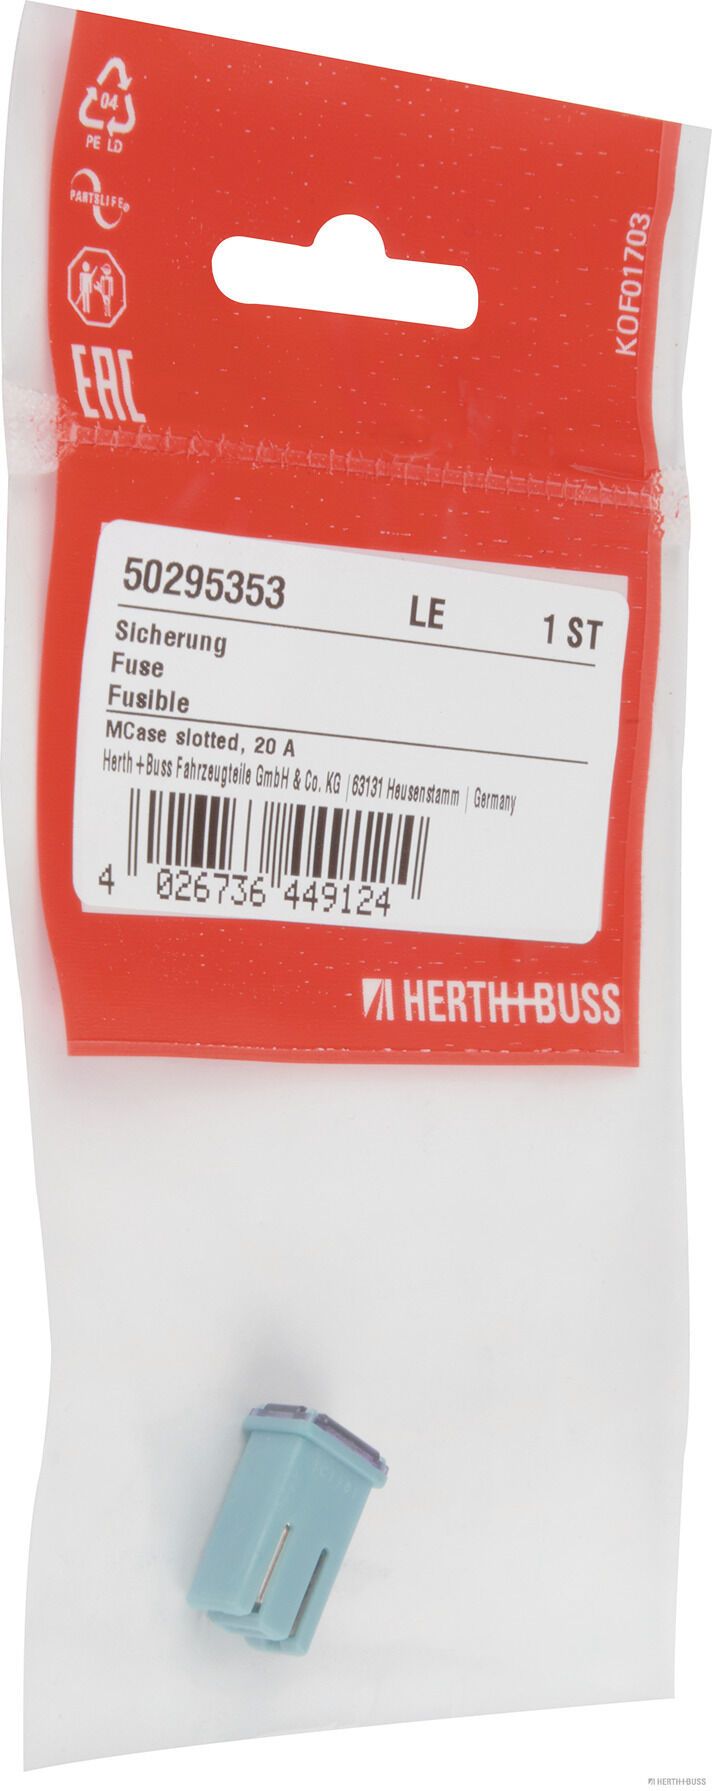 04
PE LD
PARTSLIFE®
EAC
KOF01703
50295353 LE 1 ST
Sicherung
Fuse
Fusible
MCase slotted, 20 A
Herth+Buss Fahrzeugteile GmbH & Co. KG | 63131 Heusenstamm | Germany
4 026736 449124
HERTH+BUSS
HERTH+BUSS